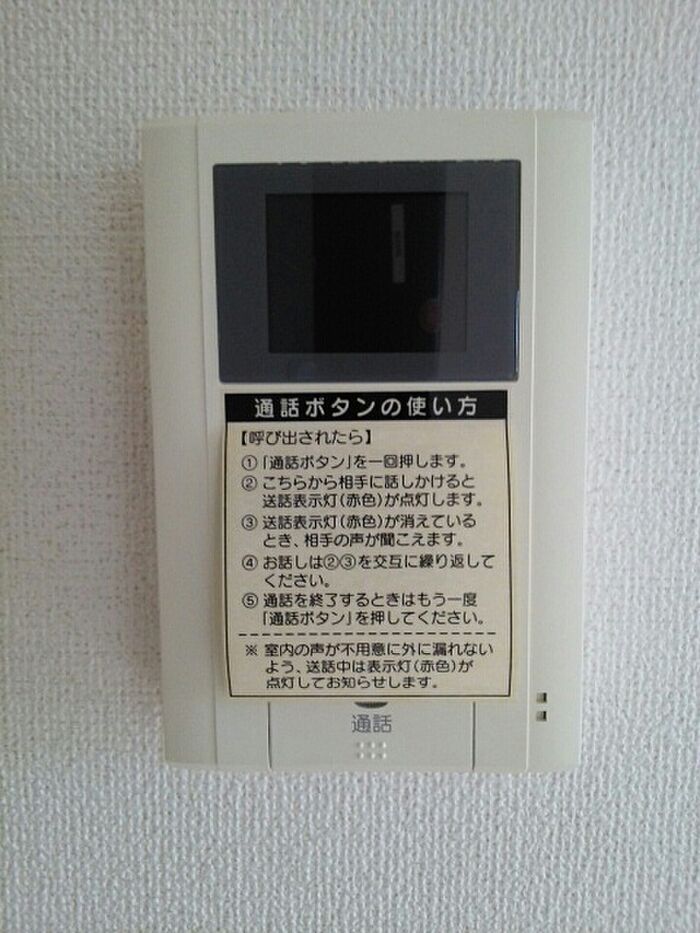 通話ボタンの使い方
【呼び出されたら】
①「通話ボタン」を一回押します。
② こちらから相手に話しかけると
送話表示灯(赤色)が点灯します。
③ 送話表示灯(赤色)が消えている
とき、相手の声が聞こえます。
④ お話しは②③を交互に繰り返して
ください。
⑤ 通話を終了するときはもう一度
「通話ボタン」を押してください。
※ 室内の声が不用意に外に漏れない
よう、送話中は表示灯(赤色)が
点灯してお知らせします。
通話